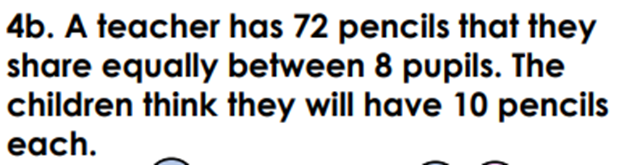 4b. A teacher has 72 pencils that they
share equally between 8 pupils. The
children think they will have 10 pencils
each.